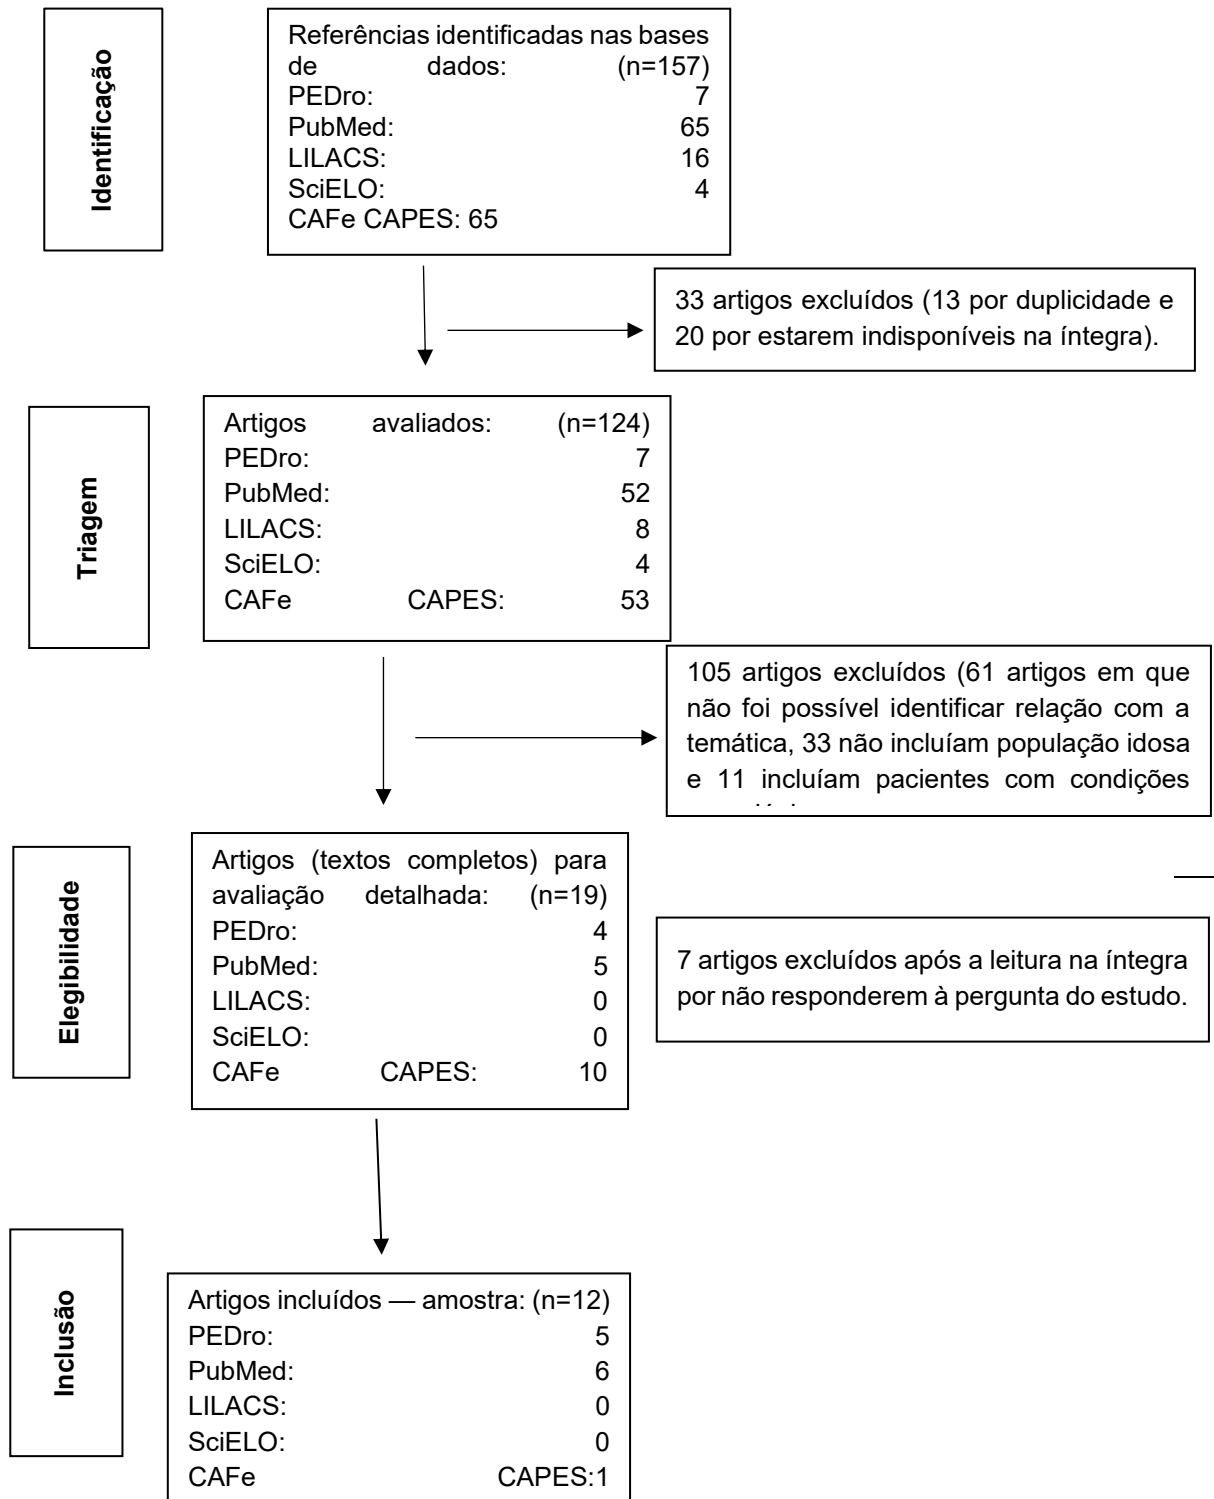 Identificação
Referências identificadas nas bases
de dados: (n=157)
PEDro: 7
PubMed: 65
LILACS: 16
SciELO: 4
CAFe CAPES: 65
33 artigos excluídos (13 por duplicidade e
20 por estarem indisponíveis na íntegra).
Triagem
Artigos avaliados: (n=124)
PEDro: 7
PubMed: 52
LILACS: 8
SciELO: 4
CAFe CAPES: 53
105 artigos excluídos (61 artigos em que
não foi possível identificar relação com a
temática, 33 não incluíam população idosa
e 11 incluíam pacientes com condições
Elegibilidade
Artigos (textos completos) para
avaliação detalhada: (n=19)
PEDro: 4
PubMed: 5
LILACS: 0
SciELO: 0
CAFe CAPES: 10
7 artigos excluídos após a leitura na íntegra
por não responderem à pergunta do estudo.
Inclusão
Artigos incluídos — amostra: (n=12)
PEDro: 5
PubMed: 6
LILACS: 0
SciELO: 0
CAFe CAPES:1